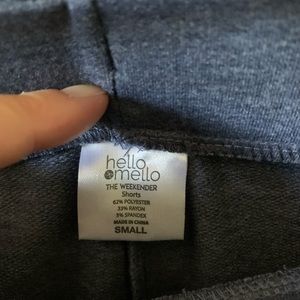 hello
mello
THE WEEKENDER
Shorts
62% POLYESTER
33% RAYON
5% SPANDEX
MADE IN CHINA
SMALL